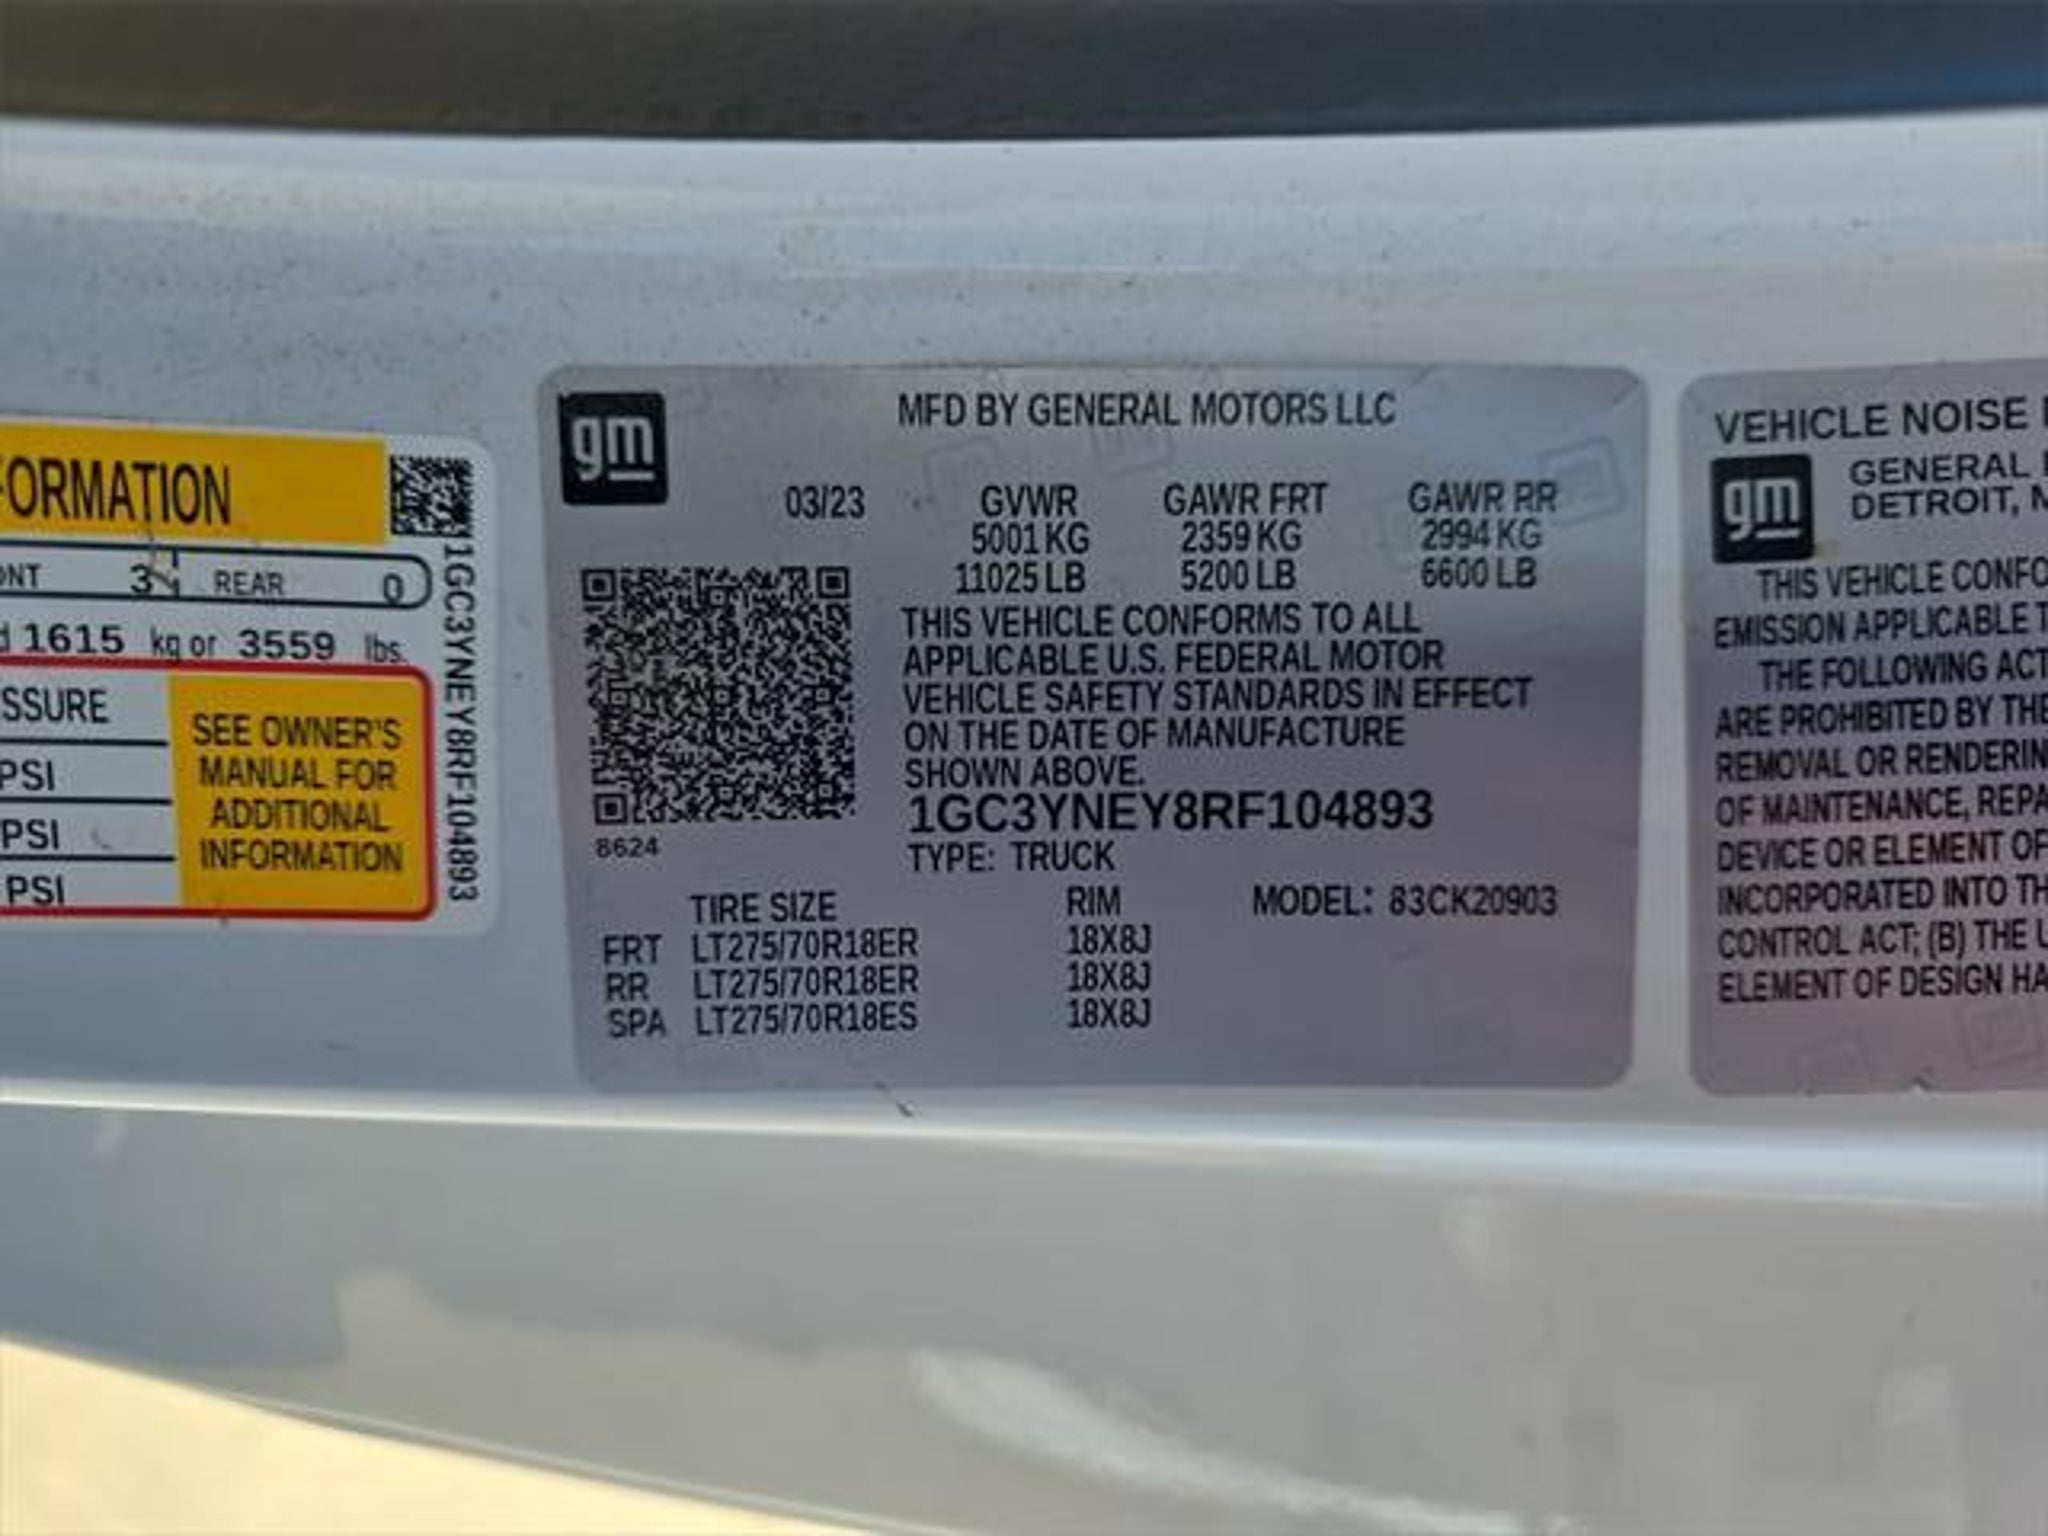 FORMATION
ONT 3 REAR 0
d 1615 kg or 3559 lbs.
SSURE
PSI
PSI
PSI
SEE OWNER'S
MANUAL FOR
ADDITIONAL
INFORMATION
1GC3YNEY8RF104893
gm
MFD BY GENERAL MOTORS LLC
03/23 GVWR GAWR FRT GAWR RR
5001 KG 2359 KG 2994 KG
11025 LB 5200 LB 6600 LB
THIS VEHICLE CONFORMS TO ALL
APPLICABLE U.S. FEDERAL MOTOR
VEHICLE SAFETY STANDARDS IN EFFECT
ON THE DATE OF MANUFACTURE
SHOWN ABOVE.
1GC3YNEY8RF104893
8624
TYPE: TRUCK
TIRE SIZE RIM MODEL: 83CK20903
FRT LT275/70R18ER 18X8J
RR LT275/70R18ER 18X8J
SPA LT275/70R18ES 18X8J
VEHICLE NOISE
gm
GENERAL
DETROIT,
THIS VEHICLE CONFO
EMISSION APPLICABLE T
THE FOLLOWING ACT
ARE PROHIBITED BY THE
REMOVAL OR RENDERIN
OF MAINTENANCE, REPA
DEVICE OR ELEMENT OF
INCORPORATED INTO TH
CONTROL ACT; (B) THE U
ELEMENT OF DESIGN HA